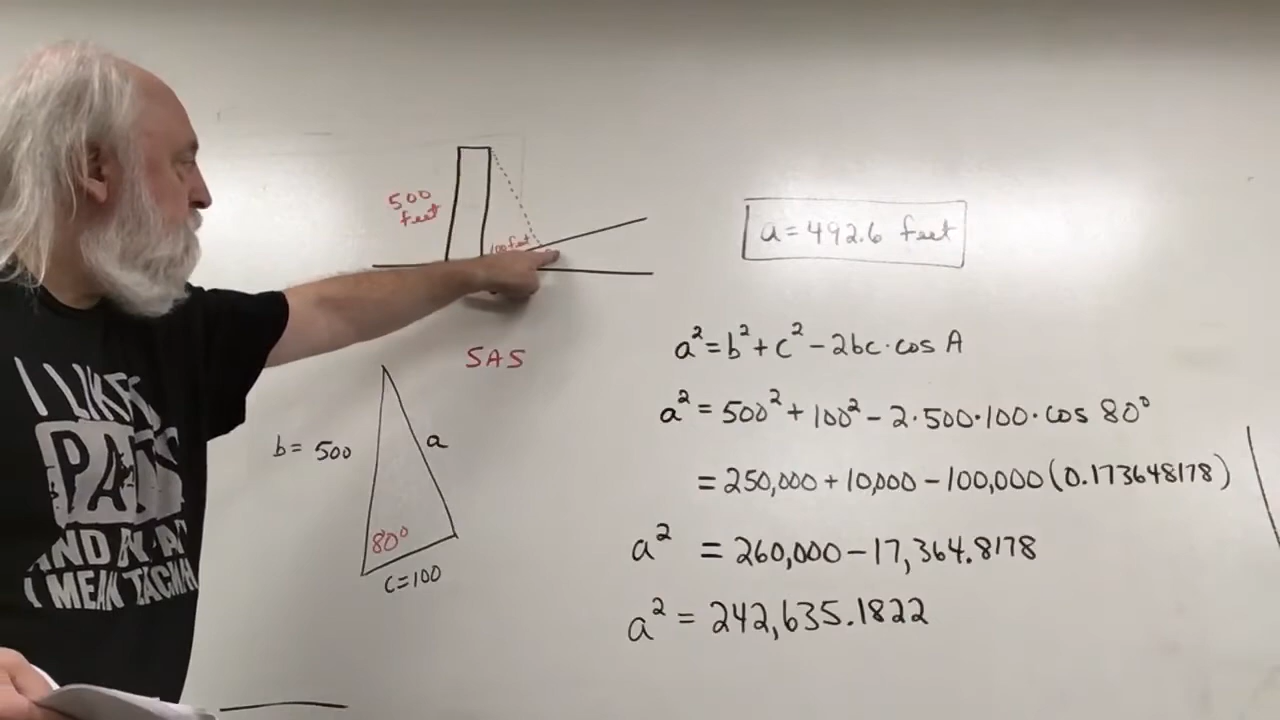 500
feet
100 feet
a = 492.6 feet
SAS
b = 500
a
80°
c = 100
a² = b² + c² - 2bc · cos A
a² = 500² + 100² - 2 · 500 · 100 · cos 80°
= 250,000 + 10,000 - 100,000 (0.173648178)
a² = 260,000 - 17,364.8178
a² = 242,635.1822
I LIKE
AND
I MEAN